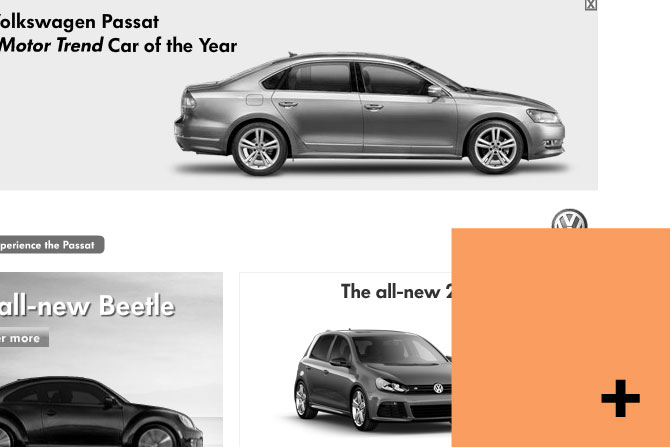 olkswagen Passat
Motor Trend Car of the Year
X
perience the Passat
all-new Beetle
er more
The all-new 2
+